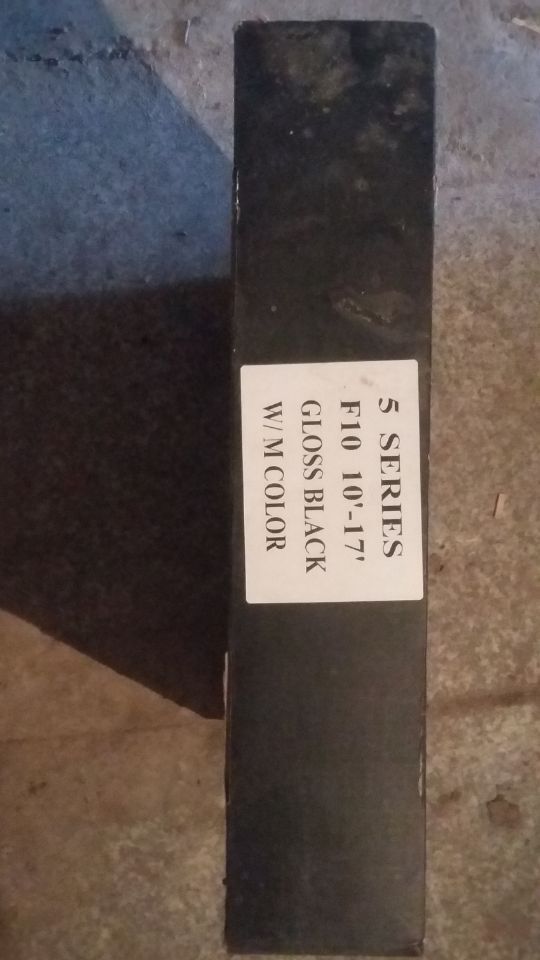 5 SERIES
F10 10'-17'
GLOSS BLACK
W/ M COLOR